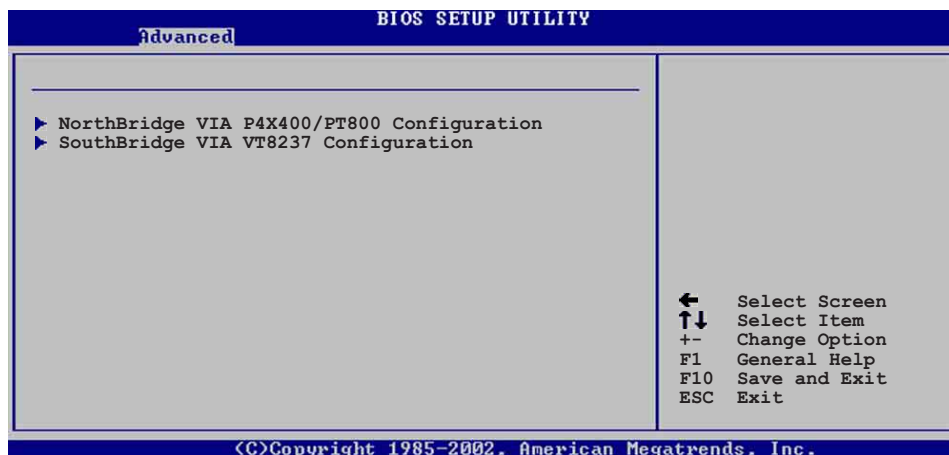 BIOS SETUP UTILITY
Advanced
NorthBridge VIA P4X400/PT800 Configuration
SouthBridge VIA VT8237 Configuration
← Select Screen
↑↓ Select Item
+- Change Option
F1 General Help
F10 Save and Exit
ESC Exit
(C)Copyright 1985-2002, American Megatrends, Inc.